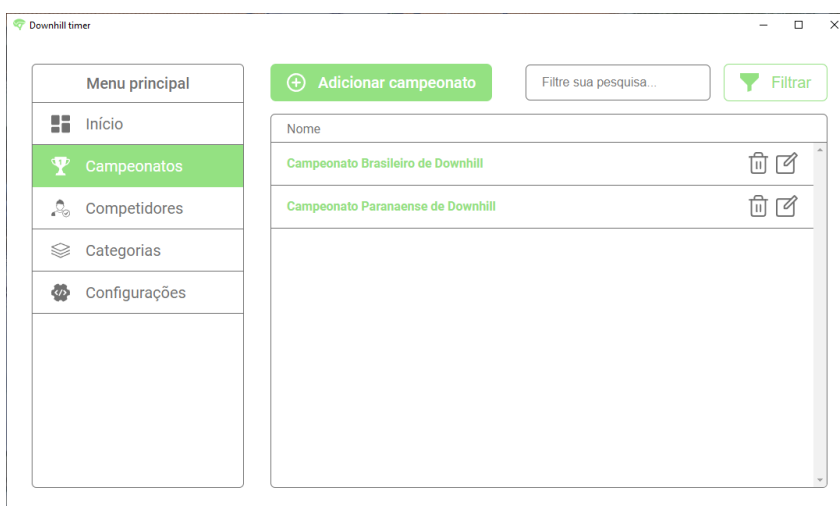 Downhill timer
Menu principal
Início
Campeonatos
Competidores
Categorias
Configurações
Adicionar campeonato
Filtre sua pesquisa...
Filtrar
Nome
Campeonato Brasileiro de Downhill
Campeonato Paranaense de Downhill